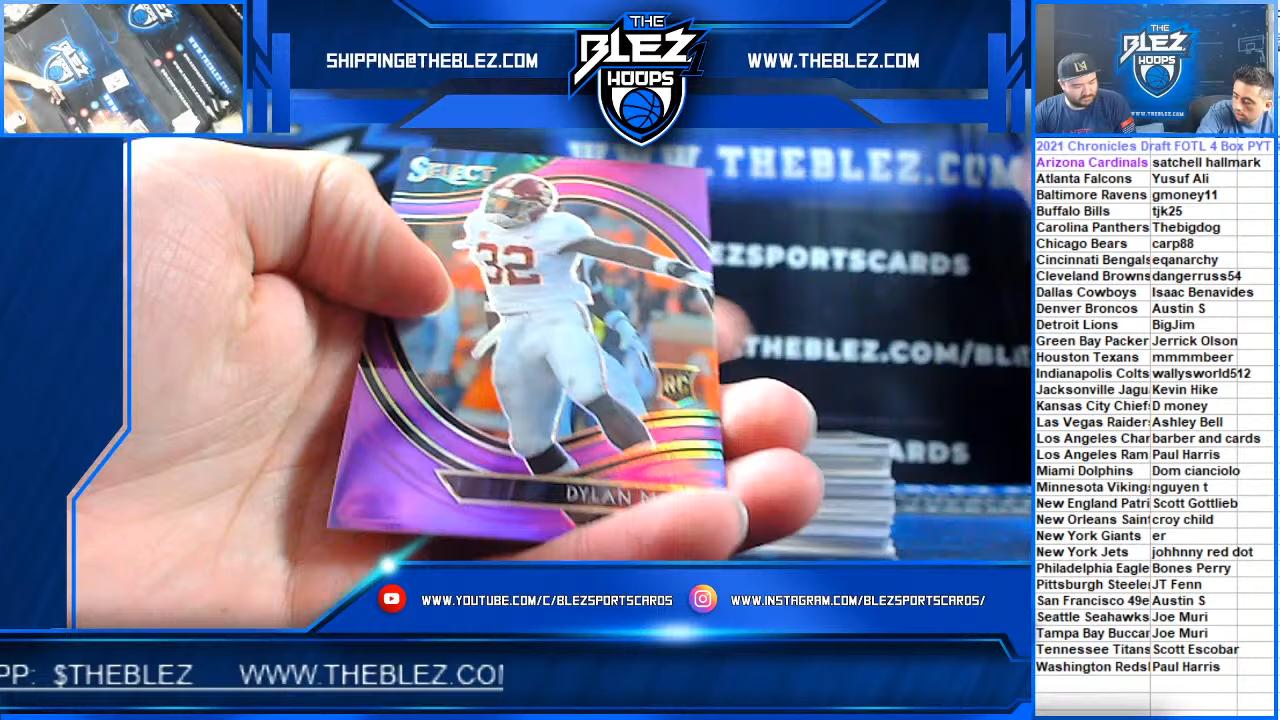 SHIPPING@THEBLEZ.COM
THE
BLEZ
HOOPS
WWW.THEBLEZ.COM
THE
BLEZ
HOOPS
WWW.THEBLEZ.COM
SELECT
32
RC
DYLAN
WWW.THEBLEZ.CO
EZSPORTSCARDS
THEBLEZ.COM/BL
ARDS
WWW.YOUTUBE.COM/C/BLEZSPORTSCARDS
WWW.INSTAGRAM.COM/BLEZSPORTSCARDS/
PP: $THEBLEZ WWW.THEBLEZ.COM
2021 Chronicles Draft FOTL 4 Box PYT
Arizona Cardinals satchell hallmark
Atlanta Falcons Yusuf Ali
Baltimore Ravens gmoney11
Buffalo Bills tjk25
Carolina Panthers Thebigdog
Chicago Bears carp88
Cincinnati Bengals eqanarchy
Cleveland Browns dangerruss54
Dallas Cowboys Isaac Benavides
Denver Broncos Austin S
Detroit Lions BigJim
Green Bay Packer Jerrick Olson
Houston Texans mmmmbeer
Indianapolis Colts wallysworld512
Jacksonville Jagu Kevin Hike
Kansas City Chief D money
Las Vegas Raider Ashley Bell
Los Angeles Char barber and cards
Los Angeles Ram Paul Harris
Miami Dolphins Dom cianciolo
Minnesota Viking nguyen t
New England Patri Scott Gottlieb
New Orleans Saint croy child
New York Giants er
New York Jets johhnny red dot
Philadelphia Eagle Bones Perry
Pittsburgh Steele JT Fenn
San Francisco 49e Austin S
Seattle Seahawks Joe Muri
Tampa Bay Buccar Joe Muri
Tennessee Titans Scott Escobar
Washington Reds Paul Harris